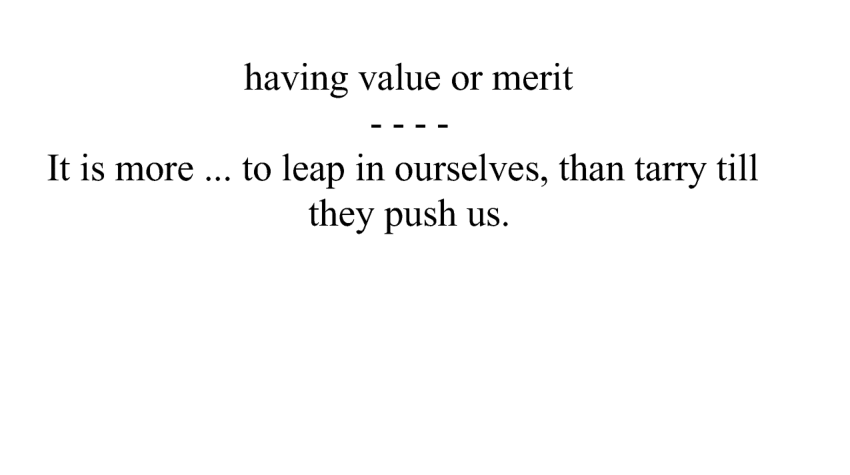 having value or merit
- - - -
It is more ... to leap in ourselves, than tarry till
they push us.